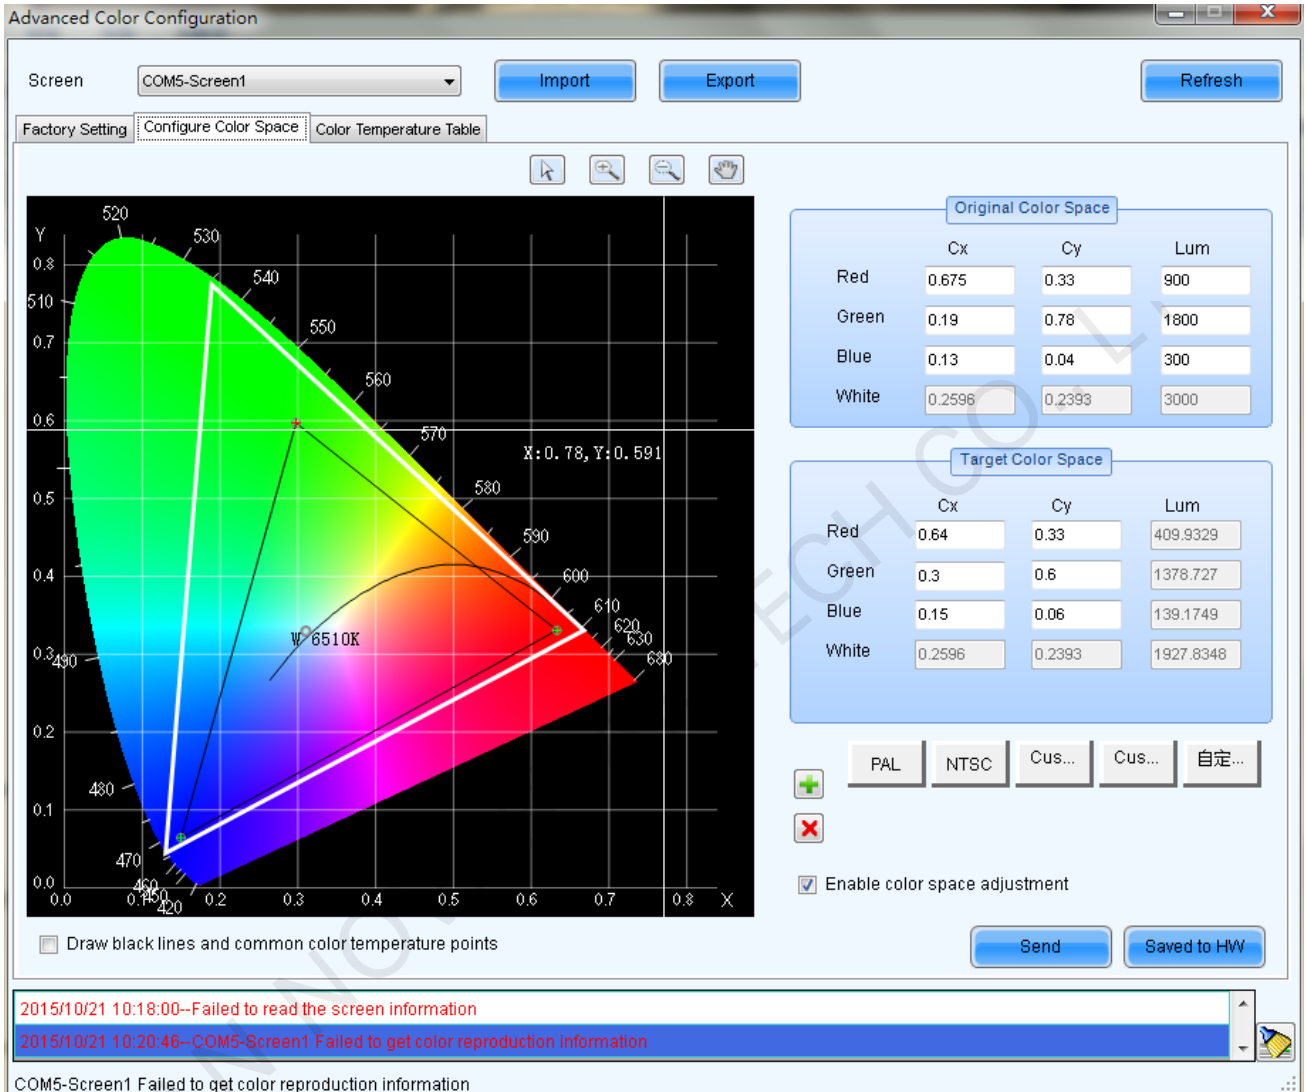 Advanced Color Configuration
Screen COM5-Screen1 Import Export Refresh
Factory Setting Configure Color Space Color Temperature Table
Original Color Space
Cx Cy Lum
Red 0.675 0.33 900
Green 0.19 0.78 1800
Blue 0.13 0.04 300
White 0.2596 0.2393 3000
Target Color Space
Cx Cy Lum
Red 0.64 0.33 409.9329
Green 0.3 0.6 1378.727
Blue 0.15 0.06 139.1749
White 0.2596 0.2393 1927.8348
PAL NTSC Cus... Cus... 自定...
Enable color space adjustment
Send Saved to HW
Y
0.8
0.7
0.6
0.5
0.4
0.3
0.2
0.1
0.0
0.0 0.1 0.2 0.3 0.4 0.5 0.6 0.7 0.8 X
520
530
540
510
550
560
570
X:0.78,Y:0.591
580
590
600
610
620
630
680
W 6510K
490
480
470
460
450
420
Draw black lines and common color temperature points
2015/10/21 10:18:00--Failed to read the screen information
2015/10/21 10:20:46--COM5-Screen1 Failed to get color reproduction information
COM5-Screen1 Failed to get color reproduction information